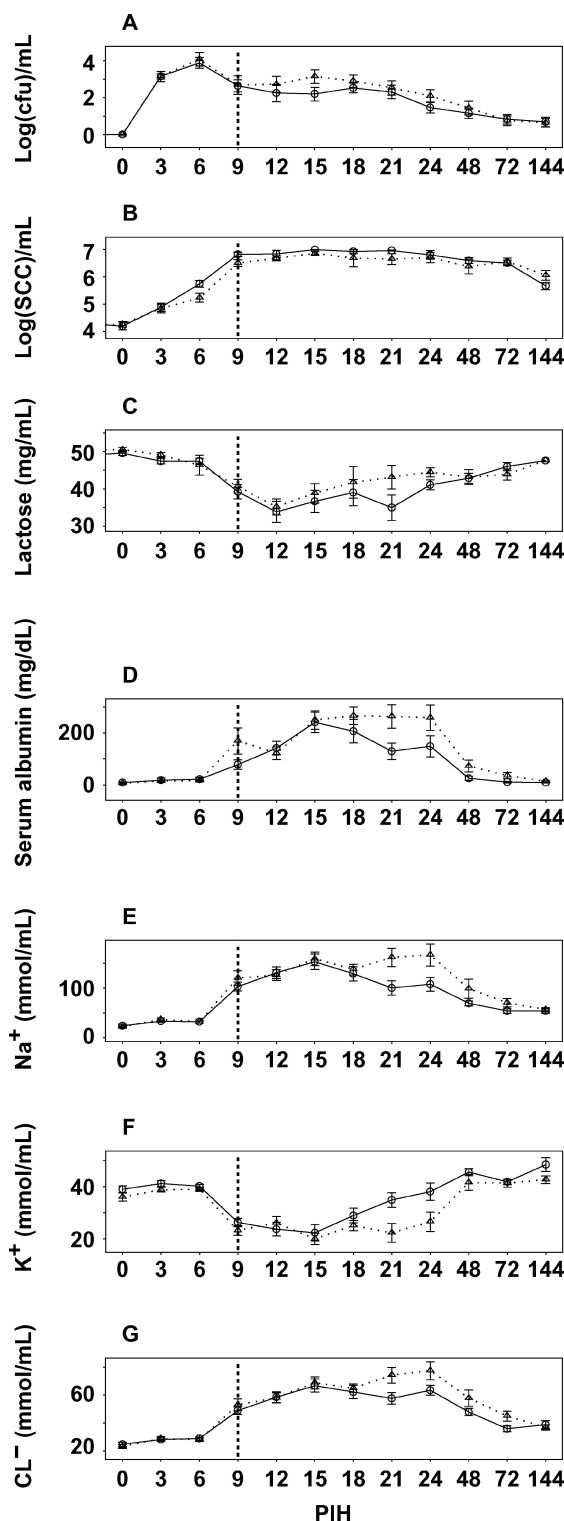 A
Log(cfu)/mL
4
2
0
0 3 6 9 12 15 18 21 24 48 72 144
B
Log(SCC)/mL
7
6
5
4
0 3 6 9 12 15 18 21 24 48 72 144
C
Lactose (mg/mL)
50
40
30
0 3 6 9 12 15 18 21 24 48 72 144
D
Serum albumin (mg/dL)
200
0
0 3 6 9 12 15 18 21 24 48 72 144
E
Na⁺ (mmol/mL)
100
0
0 3 6 9 12 15 18 21 24 48 72 144
F
K⁺ (mmol/mL)
40
20
0 3 6 9 12 15 18 21 24 48 72 144
G
CL⁻ (mmol/mL)
60
20
0 3 6 9 12 15 18 21 24 48 72 144
PIH